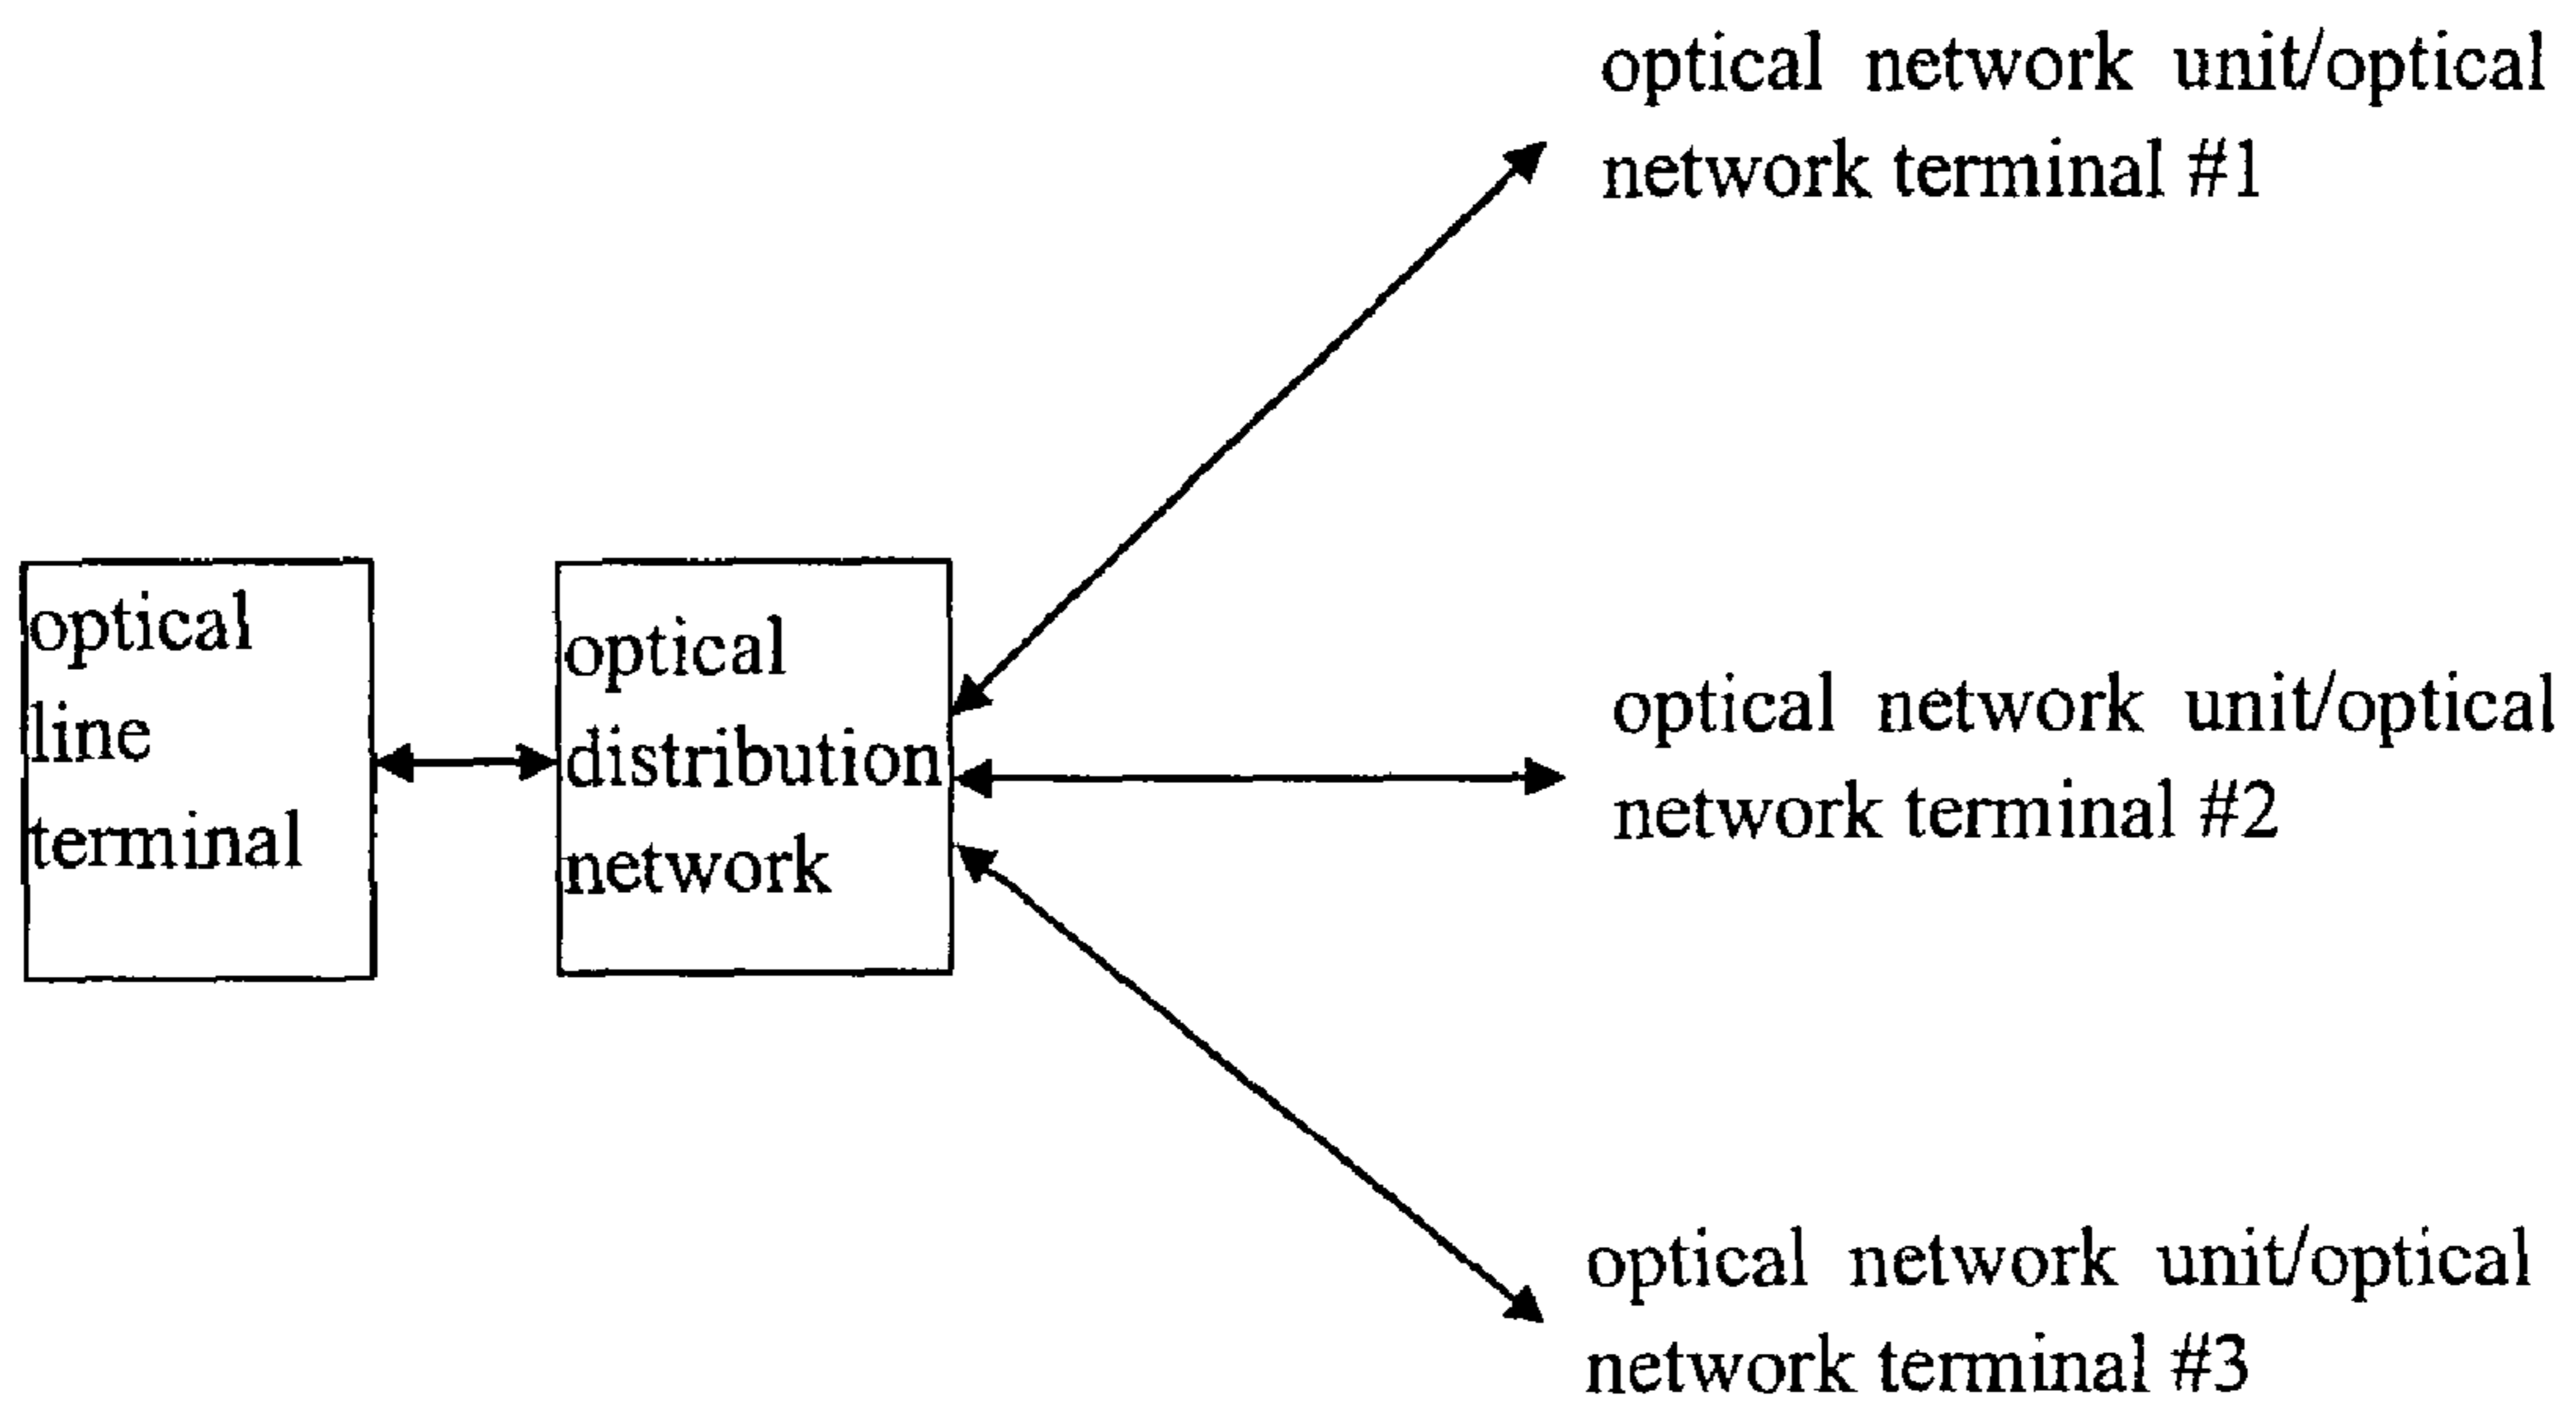 optical network unit/optical
network terminal #1
optical
line
terminal
optical
distribution
network
optical network unit/optical
network terminal #2
optical network unit/optical
network terminal #3